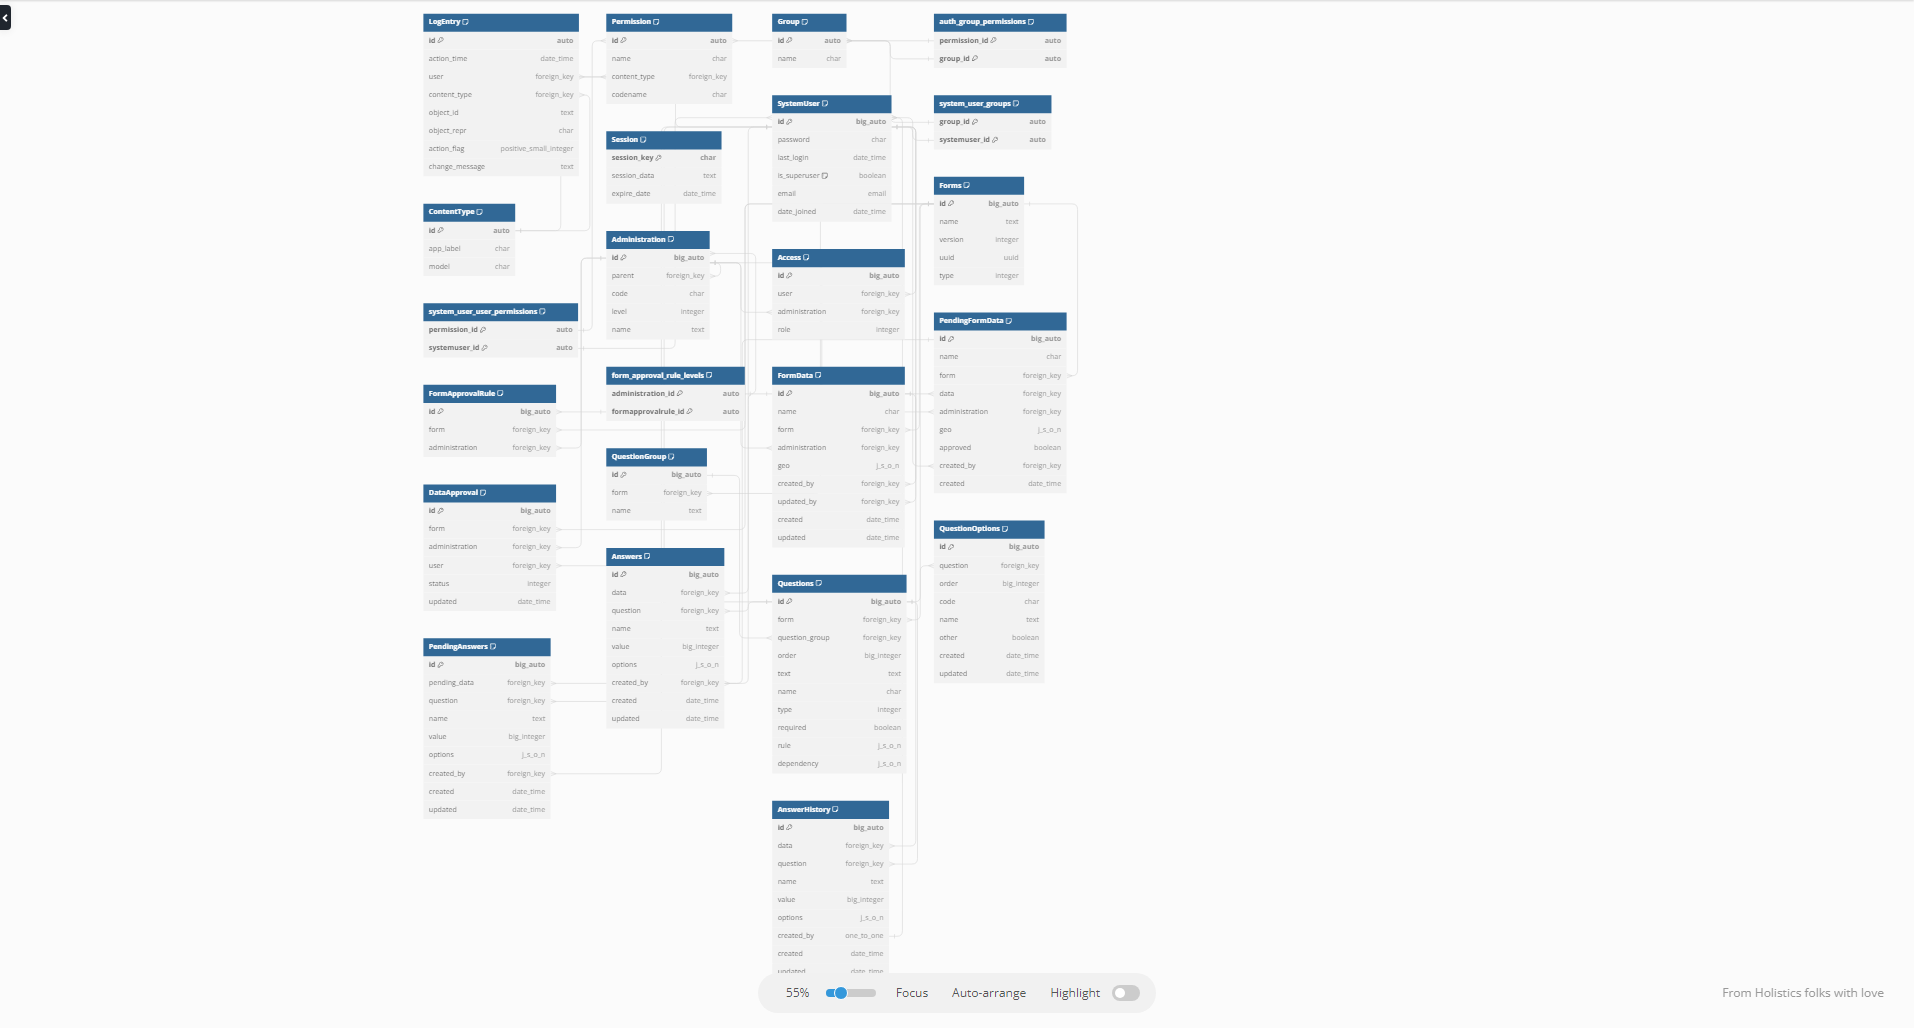 LogEntry
id auto
action_time date_time
user foreign_key
content_type foreign_key
object_id text
object_repr char
action_flag positive_small_integer
change_message text
ContentType
id auto
app_label char
model char
system_user_user_permissions
permission_id auto
systemuser_id auto
FormApprovalRule
id big_auto
form foreign_key
administration foreign_key
DataApproval
id big_auto
form foreign_key
administration foreign_key
user foreign_key
status integer
updated date_time
PendingAnswers
id big_auto
pending_data foreign_key
question foreign_key
name text
value big_integer
options j_s_o_n
created_by foreign_key
created date_time
updated date_time
Permission
id auto
name char
content_type foreign_key
codename char
Session
session_key char
session_data text
expire_date date_time
Administration
id big_auto
parent foreign_key
code char
level integer
name text
form_approval_rule_levels
administration_id auto
formapprovalrule_id auto
QuestionGroup
id big_auto
form foreign_key
name text
Answers
id big_auto
data foreign_key
question foreign_key
name text
value big_integer
options j_s_o_n
created_by foreign_key
created date_time
updated date_time
Group
id auto
name char
SystemUser
id big_auto
password char
last_login date_time
is_superuser boolean
email email
date_joined date_time
Access
id big_auto
user foreign_key
administration foreign_key
role integer
FormData
id big_auto
name char
form foreign_key
administration foreign_key
geo j_s_o_n
created_by foreign_key
updated_by foreign_key
created date_time
updated date_time
Questions
id big_auto
form foreign_key
question_group foreign_key
order big_integer
text text
name char
type integer
required boolean
rule j_s_o_n
dependency j_s_o_n
AnswerHistory
id big_auto
data foreign_key
question foreign_key
name text
value big_integer
options j_s_o_n
created_by one_to_one
created date_time
updated date_time
auth_group_permissions
permission_id auto
group_id auto
system_user_groups
group_id auto
systemuser_id auto
Forms
id big_auto
name text
version integer
uuid uuid
type integer
PendingFormData
id big_auto
name char
form foreign_key
data foreign_key
administration foreign_key
geo j_s_o_n
approved boolean
created_by foreign_key
created date_time
QuestionOptions
id big_auto
question foreign_key
order big_integer
code char
name text
other boolean
created date_time
updated date_time
55% Focus Auto-arrange Highlight
From Holistics folks with love